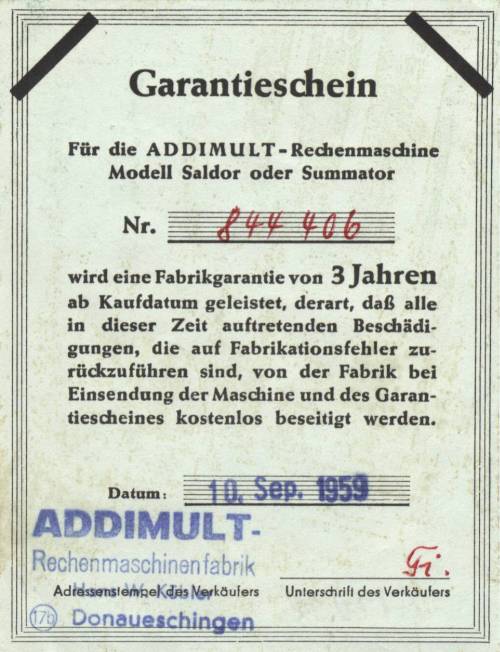 Garantieschein
Für die ADDIMULT-Rechenmaschine
Modell Saldor oder Summator
Nr. 844 406
wird eine Fabrikgarantie von 3 Jahren
ab Kaufdatum geleistet, derart, daß alle
in dieser Zeit auftretenden Beschädi-
gungen, die auf Fabrikationsfehler zu-
rückzuführen sind, von der Fabrik bei
Einsendung der Maschine und des Garan-
tiescheines kostenlos beseitigt werden.
Datum: 10. Sep. 1959
ADDIMULT-
Rechenmaschinenfabrik
Adressenstempel des Verkäufers Unterschrift des Verkäufers
17b Donaueschingen